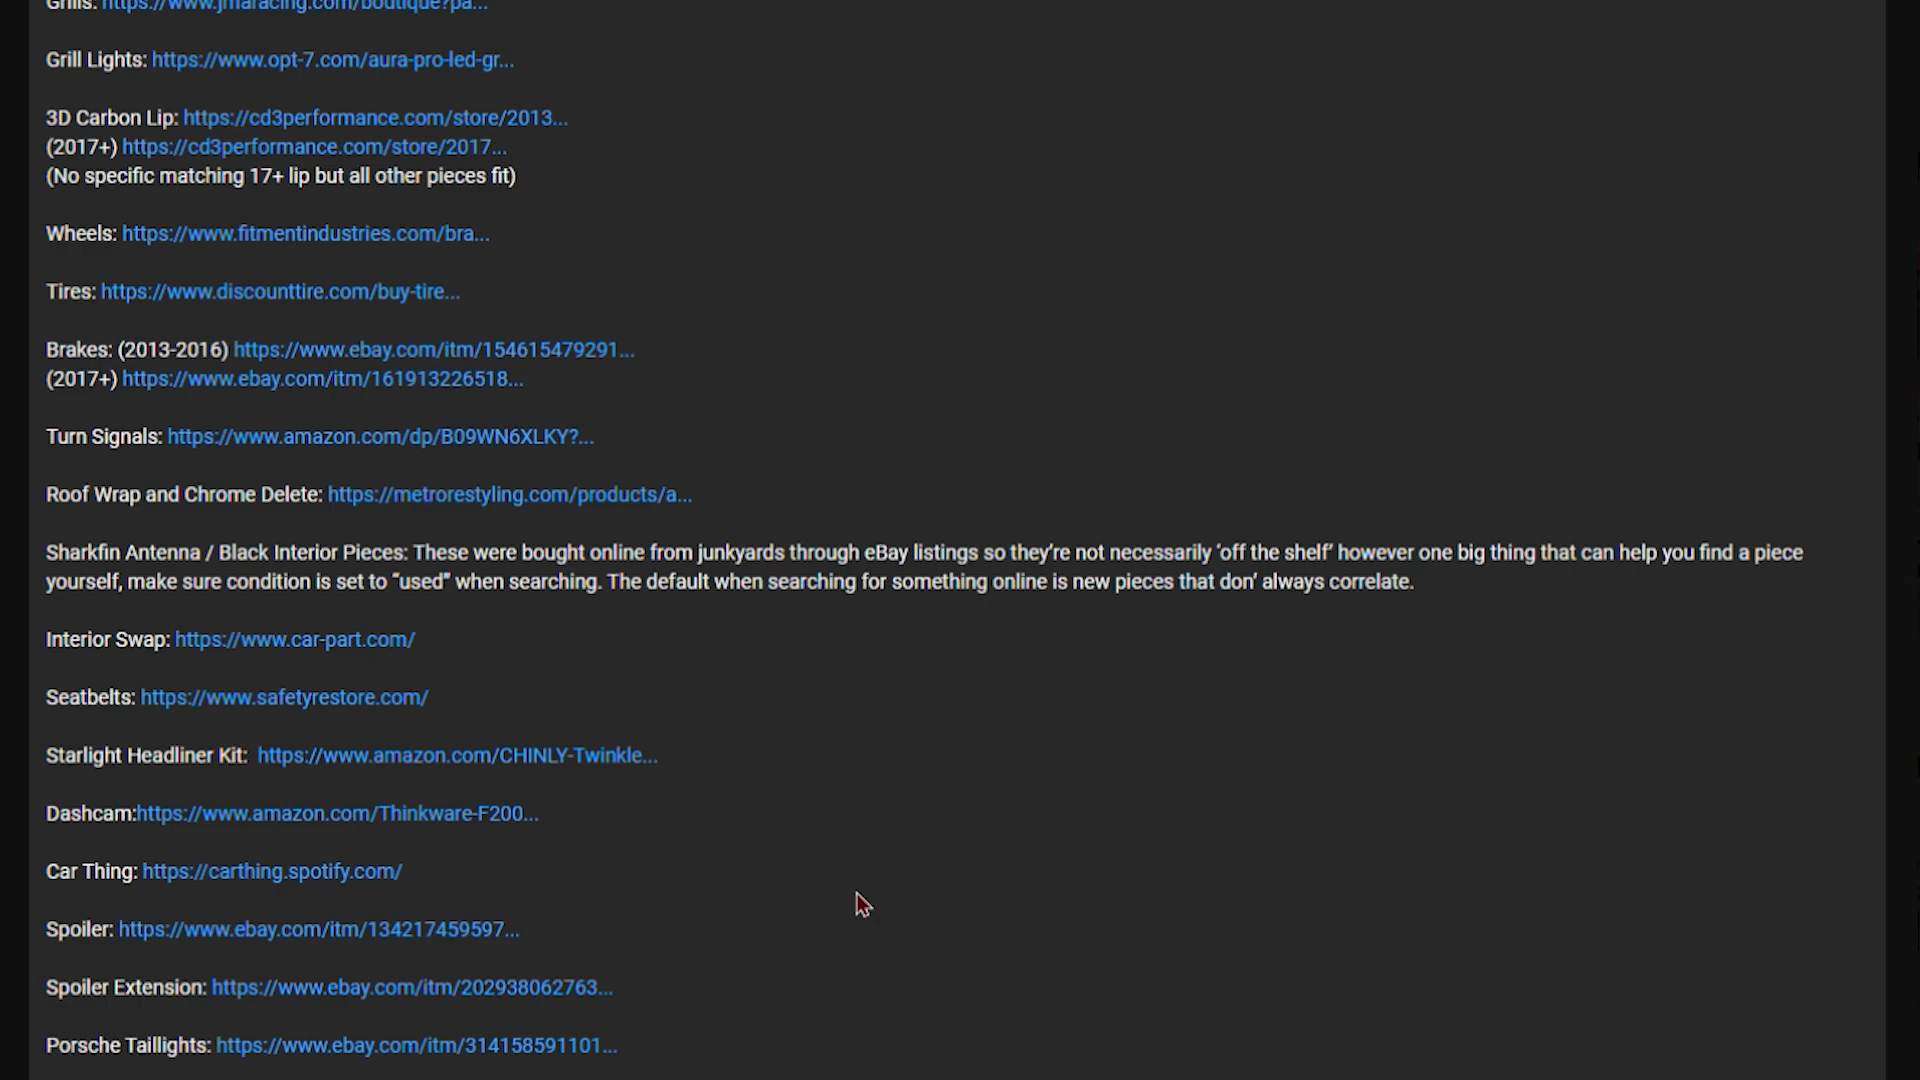 Grills: https://www.jmaracing.com/boutique?pa...
Grill Lights: https://www.opt-7.com/aura-pro-led-gr...
3D Carbon Lip: https://cd3performance.com/store/2013...
(2017+) https://cd3performance.com/store/2017...
(No specific matching 17+ lip but all other pieces fit)
Wheels: https://www.fitmentindustries.com/bra...
Tires: https://www.discounttire.com/buy-tire...
Brakes: (2013-2016) https://www.ebay.com/itm/154615479291...
(2017+) https://www.ebay.com/itm/161913226518...
Turn Signals: https://www.amazon.com/dp/B09WN6XLKY?...
Roof Wrap and Chrome Delete: https://metrorestyling.com/products/a...
Sharkfin Antenna / Black Interior Pieces: These were bought online from junkyards through eBay listings so they’re not necessarily ‘off the shelf’ however one big thing that can help you find a piece
yourself, make sure condition is set to “used” when searching. The default when searching for something online is new pieces that don’ always correlate.
Interior Swap: https://www.car-part.com/
Seatbelts: https://www.safetyrestore.com/
Starlight Headliner Kit:  https://www.amazon.com/CHINLY-Twinkle...
Dashcam:https://www.amazon.com/Thinkware-F200...
Car Thing: https://carthing.spotify.com/
Spoiler: https://www.ebay.com/itm/134217459597...
Spoiler Extension: https://www.ebay.com/itm/202938062763...
Porsche Taillights: https://www.ebay.com/itm/314158591101...